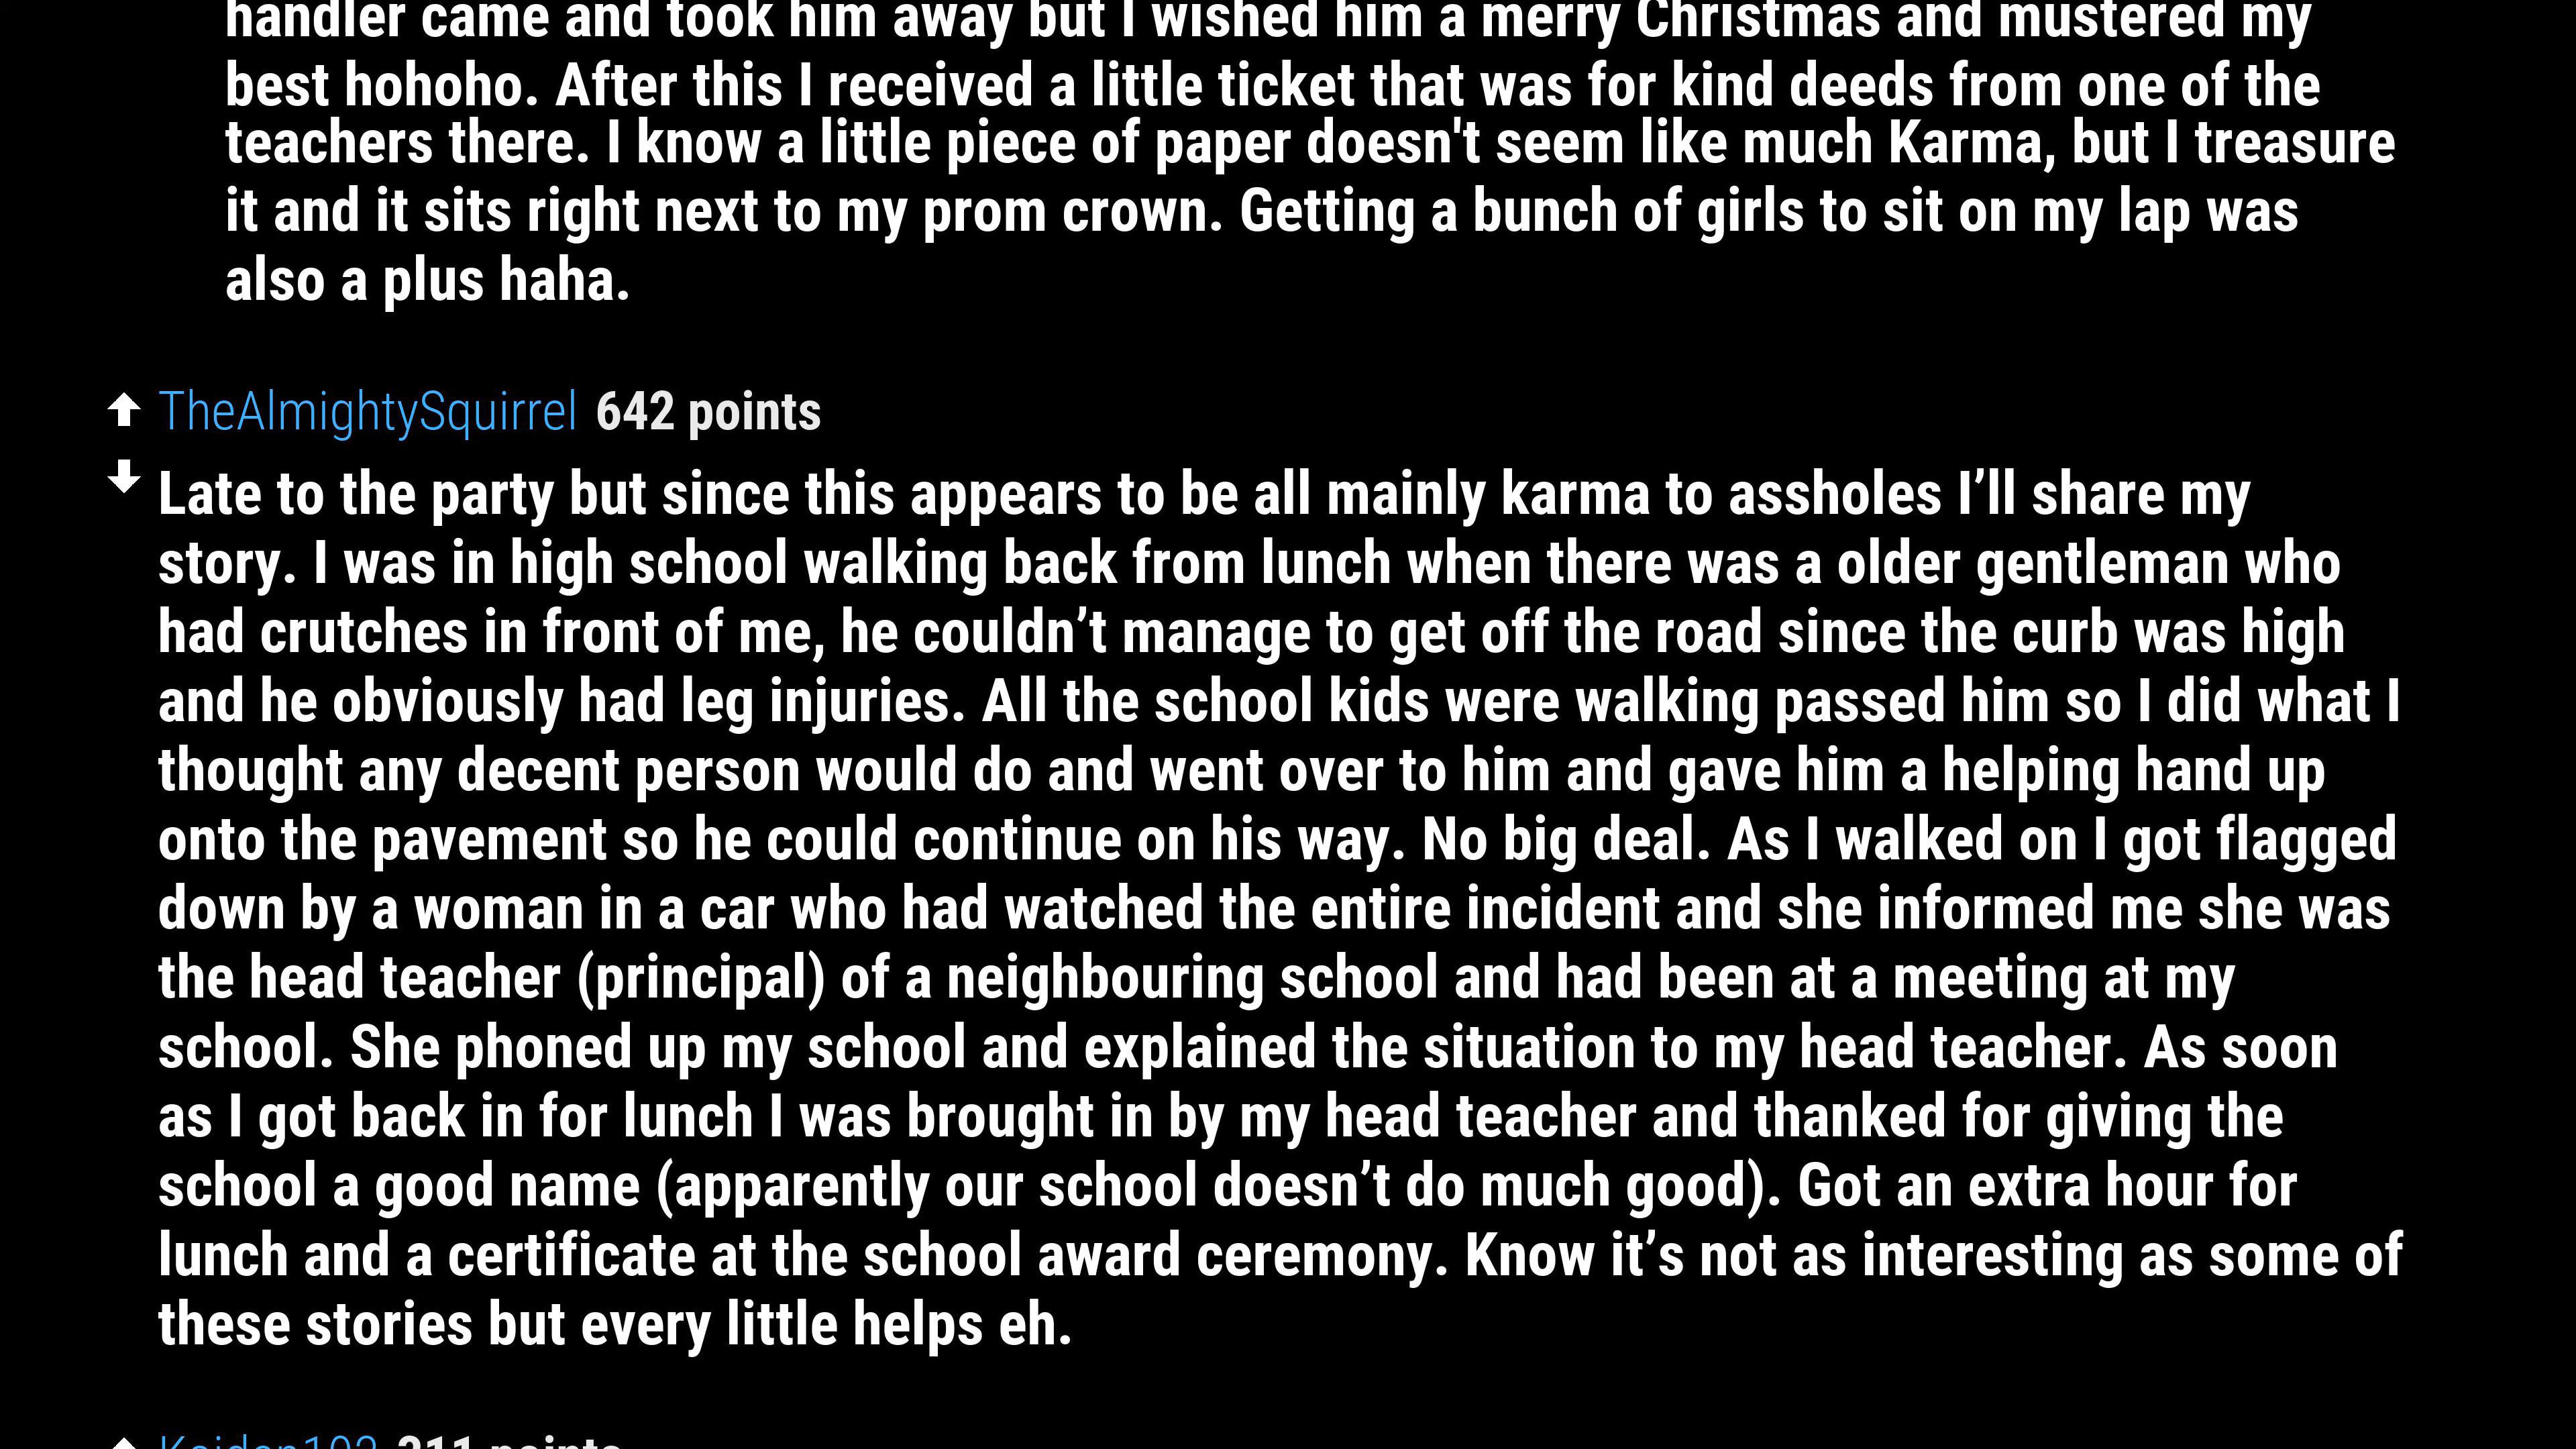 handler came and took him away but I wished him a merry Christmas and mustered my
best hohoho. After this I received a little ticket that was for kind deeds from one of the
teachers there. I know a little piece of paper doesn't seem like much Karma, but I treasure
it and it sits right next to my prom crown. Getting a bunch of girls to sit on my lap was
also a plus haha.
TheAlmightySquirrel 642 points
Late to the party but since this appears to be all mainly karma to assholes I’ll share my
story. I was in high school walking back from lunch when there was a older gentleman who
had crutches in front of me, he couldn’t manage to get off the road since the curb was high
and he obviously had leg injuries. All the school kids were walking passed him so I did what I
thought any decent person would do and went over to him and gave him a helping hand up
onto the pavement so he could continue on his way. No big deal. As I walked on I got flagged
down by a woman in a car who had watched the entire incident and she informed me she was
the head teacher (principal) of a neighbouring school and had been at a meeting at my
school. She phoned up my school and explained the situation to my head teacher. As soon
as I got back in for lunch I was brought in by my head teacher and thanked for giving the
school a good name (apparently our school doesn’t do much good). Got an extra hour for
lunch and a certificate at the school award ceremony. Know it’s not as interesting as some of
these stories but every little helps eh.
points